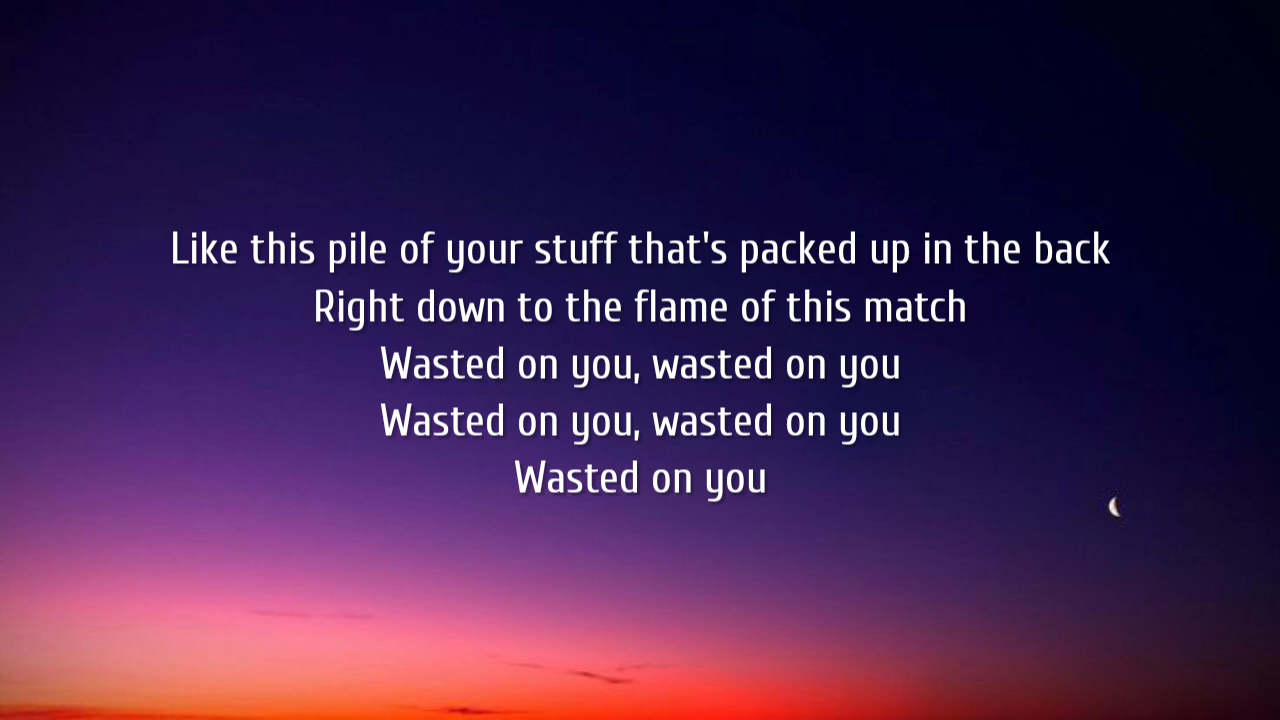 Like this pile of your stuff that's packed up in the back
Right down to the flame of this match
Wasted on you, wasted on you
Wasted on you, wasted on you
Wasted on you